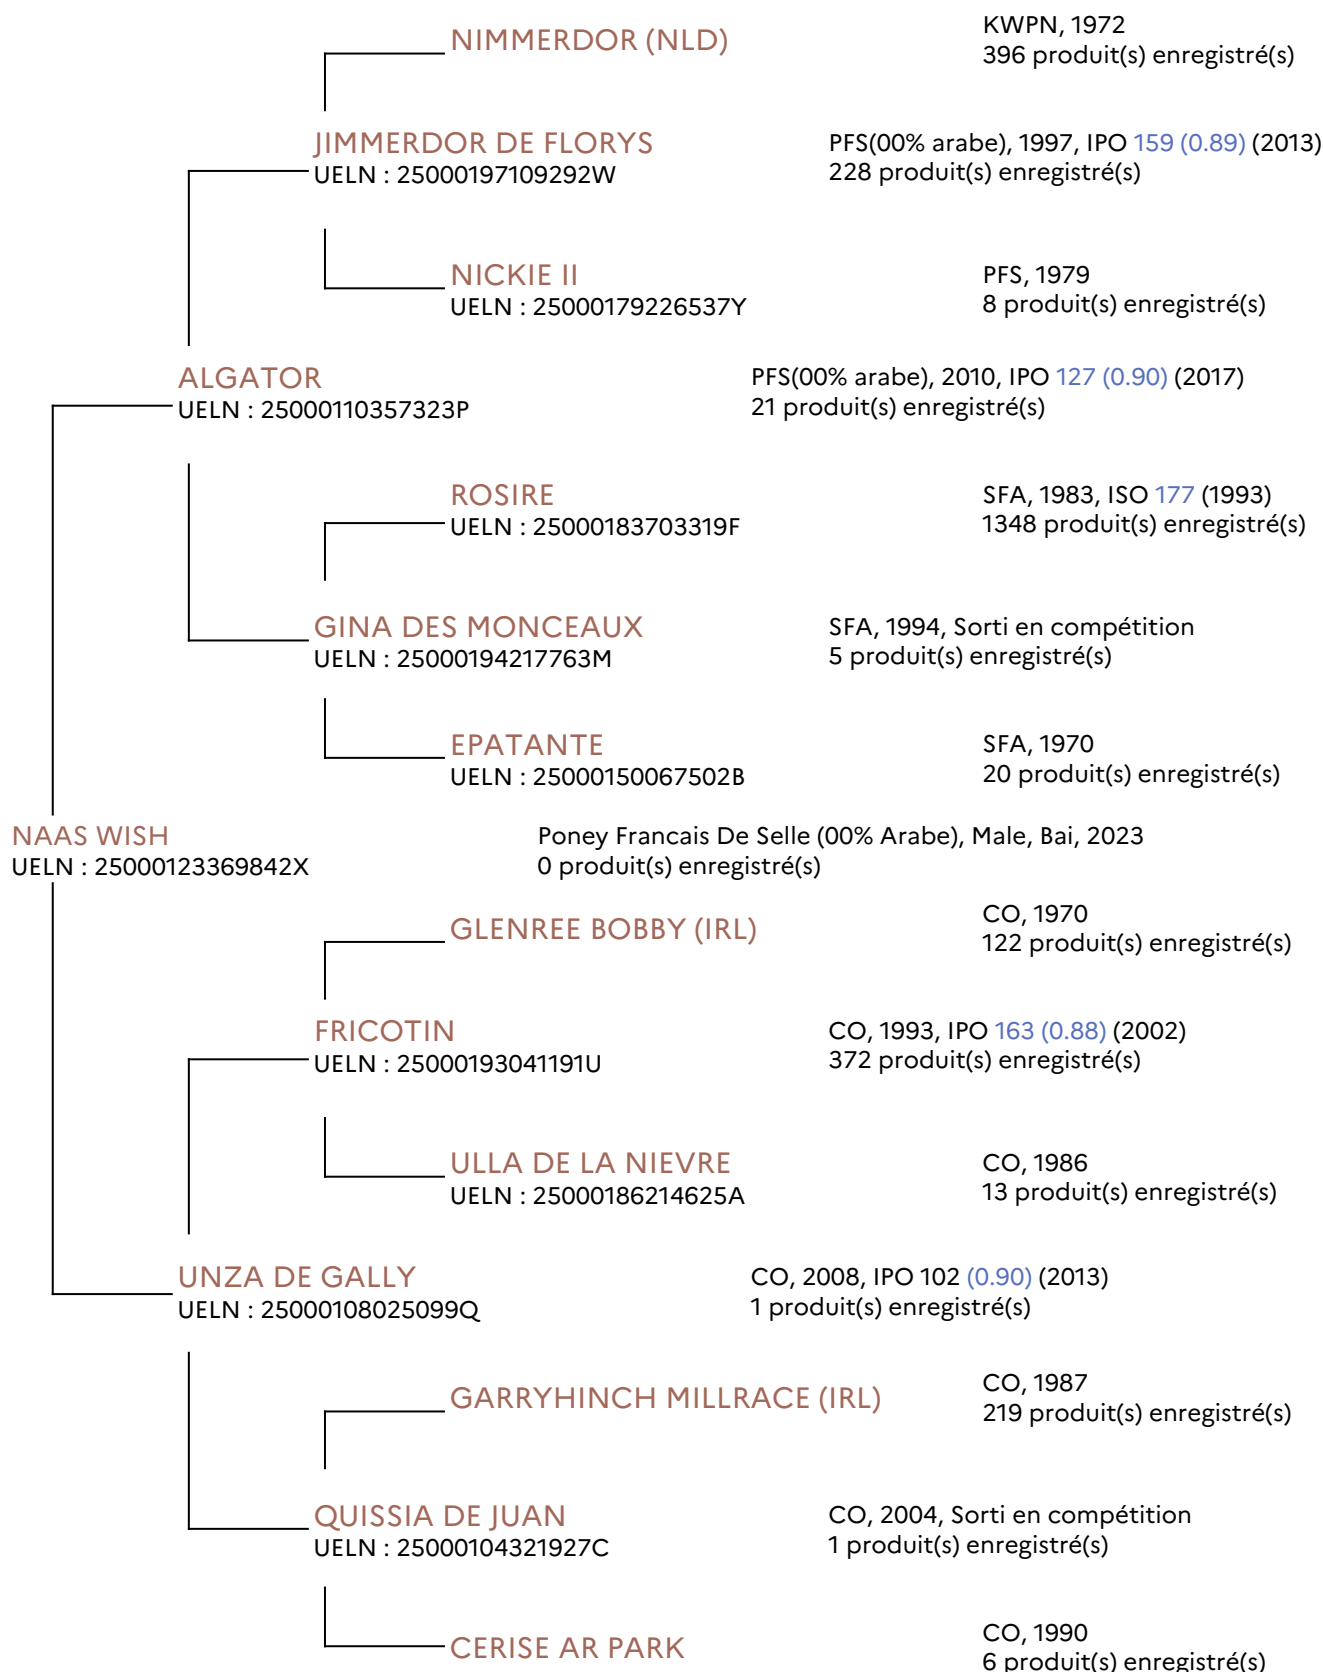 NIMMERDOR (NLD)
KWPN, 1972
396 produit(s) enregistré(s)
JIMMERDOR DE FLORYS
UELN : 25000197109292W
PFS(00% arabe), 1997, IPO 159 (0.89) (2013)
228 produit(s) enregistré(s)
NICKIE II
UELN : 25000179226537Y
PFS, 1979
8 produit(s) enregistré(s)
ALGATOR
UELN : 25000110357323P
PFS(00% arabe), 2010, IPO 127 (0.90) (2017)
21 produit(s) enregistré(s)
ROSIRE
UELN : 25000183703319F
SFA, 1983, ISO 177 (1993)
1348 produit(s) enregistré(s)
GINA DES MONCEAUX
UELN : 25000194217763M
SFA, 1994, Sorti en compétition
5 produit(s) enregistré(s)
EPATANTE
UELN : 25000150067502B
SFA, 1970
20 produit(s) enregistré(s)
NAAS WISH
UELN : 25000123369842X
Poney Francais De Selle (00% Arabe), Male, Bai, 2023
0 produit(s) enregistré(s)
GLENREE BOBBY (IRL)
CO, 1970
122 produit(s) enregistré(s)
FRICOTIN
UELN : 25000193041191U
CO, 1993, IPO 163 (0.88) (2002)
372 produit(s) enregistré(s)
ULLA DE LA NIEVRE
UELN : 25000186214625A
CO, 1986
13 produit(s) enregistré(s)
UNZA DE GALLY
UELN : 25000108025099Q
CO, 2008, IPO 102 (0.90) (2013)
1 produit(s) enregistré(s)
GARRYHINCH MILLRACE (IRL)
CO, 1987
219 produit(s) enregistré(s)
QUISSIA DE JUAN
UELN : 25000104321927C
CO, 2004, Sorti en compétition
1 produit(s) enregistré(s)
CERISE AR PARK
CO, 1990
6 produit(s) enregistré(s)